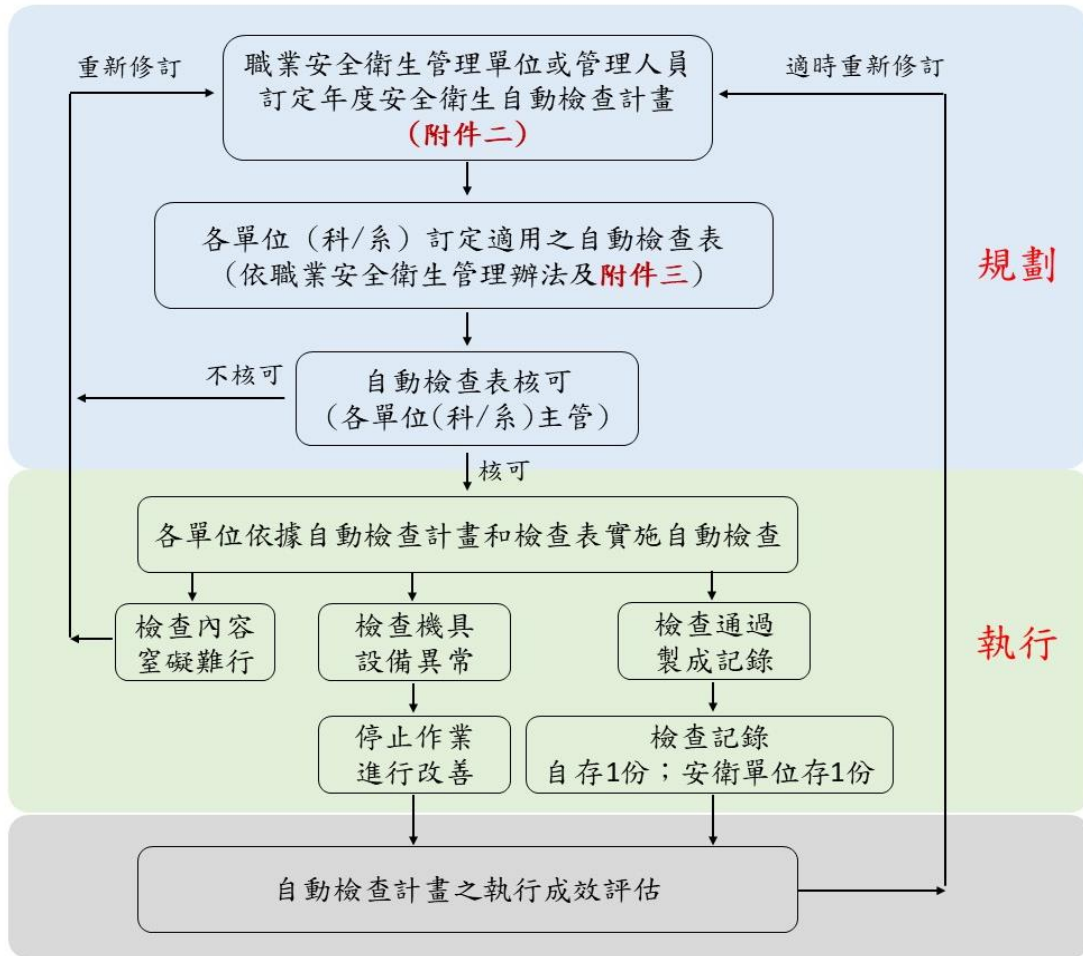 重新修訂
職業安全衛生管理單位或管理人員
訂定年度安全衛生自動檢查計畫
(附件二)
適時重新修訂
各單位（科/系）訂定適用之自動檢查表
(依職業安全衛生管理辦法及附件三)
規劃
不核可
自動檢查表核可
(各單位(科/系)主管)
核可
各單位依據自動檢查計畫和檢查表實施自動檢查
檢查內容
窒礙難行
檢查機具
設備異常
檢查通過
製成記錄
執行
停止作業
進行改善
檢查記錄
自存1份；安衛單位存1份
自動檢查計畫之執行成效評估